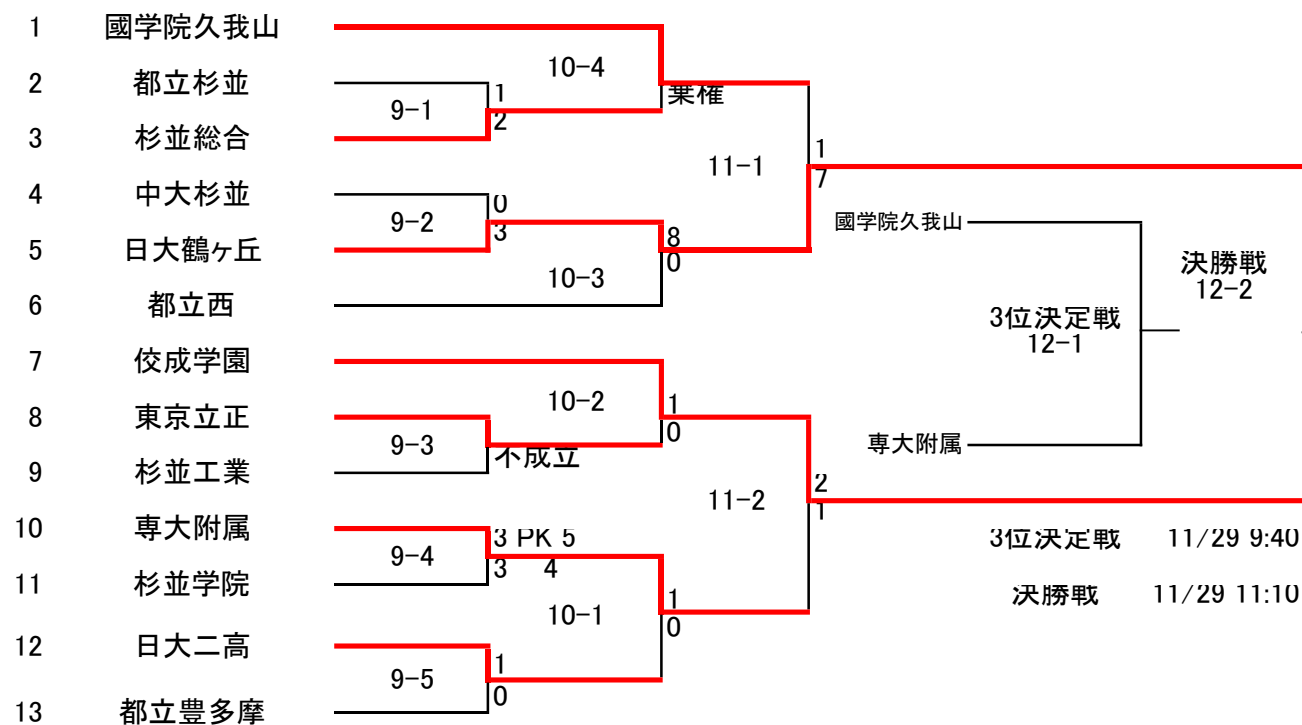 1 國学院久我山
10-4
2 都立杉並
1
棄権
9-1
2
3 杉並総合
1
11-1
7
4 中大杉並
0
9-2
3
國学院久我山
8
5 日大鶴ヶ丘
0
決勝戦
10-3
12-2
6 都立西
3位決定戦
12-1
7 佼成学園
10-2
1
8 東京立正
0
9-3
専大附属
不成立
9 杉並工業
2
11-2
1
10 専大附属
3 PK 5
3位決定戦 11/29 9:40
9-4
3 4
11 杉並学院
1
決勝戦 11/29 11:10
10-1
0
12 日大二高
1
9-5
0
13 都立豊多摩